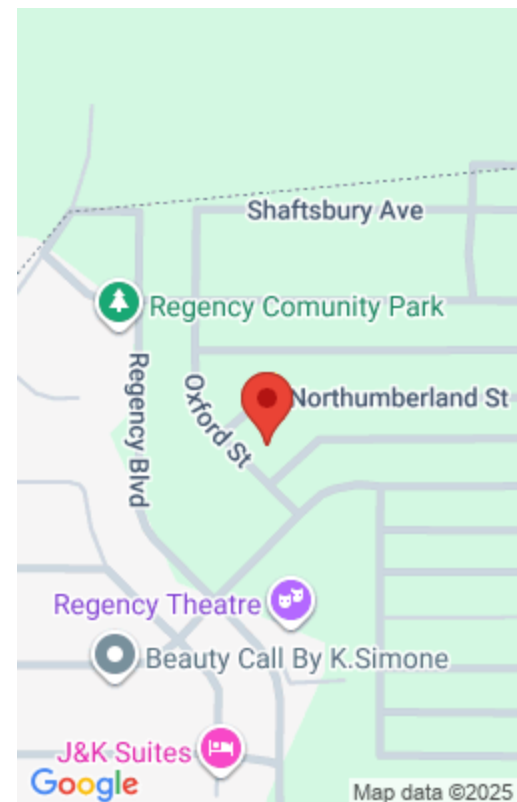 Shaftsbury Ave
Regency Comunity Park
Regency Blvd
Oxford St
Northumberland St
Regency Theatre
Beauty Call By K.Simone
J&K Suites
Google
Map data ©2025